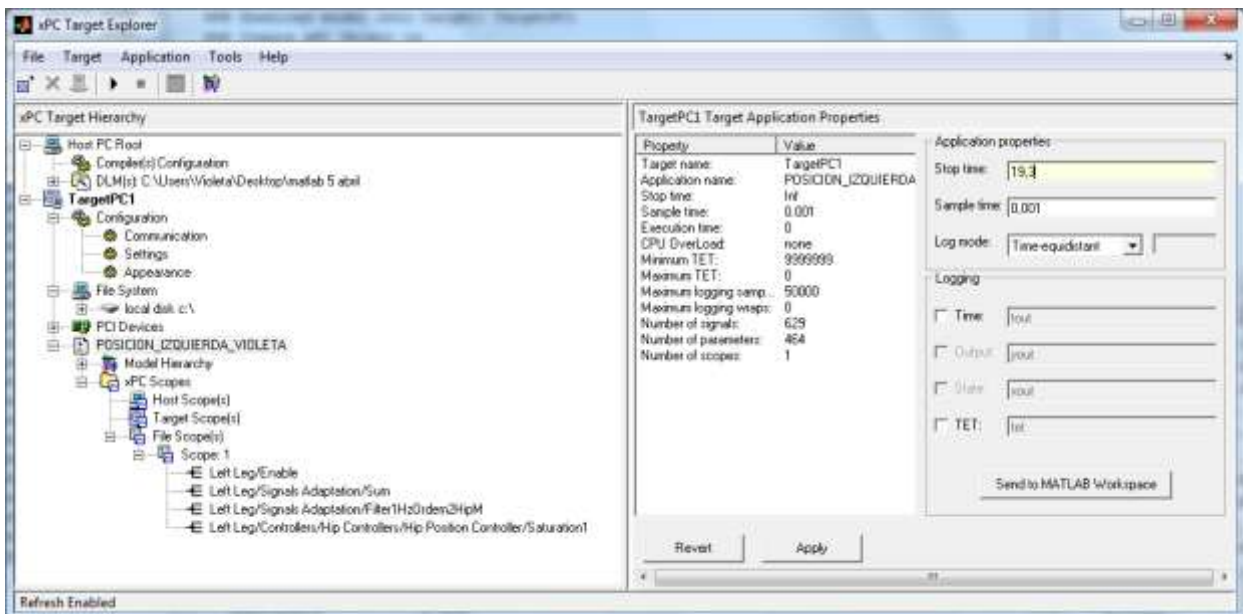 xPC Target Explorer
File Target Application Tools Help
xPC Target Hierarchy
Host PC Root
Compiler(s) Configuration
DLM(s): C:\Users\Violeta\Desktop\matlab 5 abril
TargetPC1
Configuration
Communication
Settings
Appearance
File System
local disk: c:\
PCI Devices
POSICION_IZQUIERDA_VIOLETA
Model Hierarchy
xPC Scopes
Host Scope(s)
Target Scope(s)
File Scope(s)
Scope: 1
Left Leg/Enable
Left Leg/Signals Adaptation/Sum
Left Leg/Signals Adaptation/Filter1HzOrdem2HipM
Left Leg/Controllers/Hip Controllers/Hip Position Controller/Saturation1
TargetPC1 Target Application Properties
Property Value
Target name: TargetPC1
Application name: POSICION_IZQUIERDA
Stop time: Inf
Sample time: 0.001
Execution time: 0
CPU OverLoad: none
Minimum TET: 9999999
Maximum TET: 0
Maximum logging samp... 50000
Maximum logging wraps: 0
Number of signals: 629
Number of parameters: 464
Number of scopes: 1
Revert Apply
Application properties
Stop time: 19,3
Sample time: 0,001
Log mode: Time-equidistant
Logging
Time: tout
Output: yout
State: xout
TET: tet
Send to MATLAB Workspace
Refresh Enabled